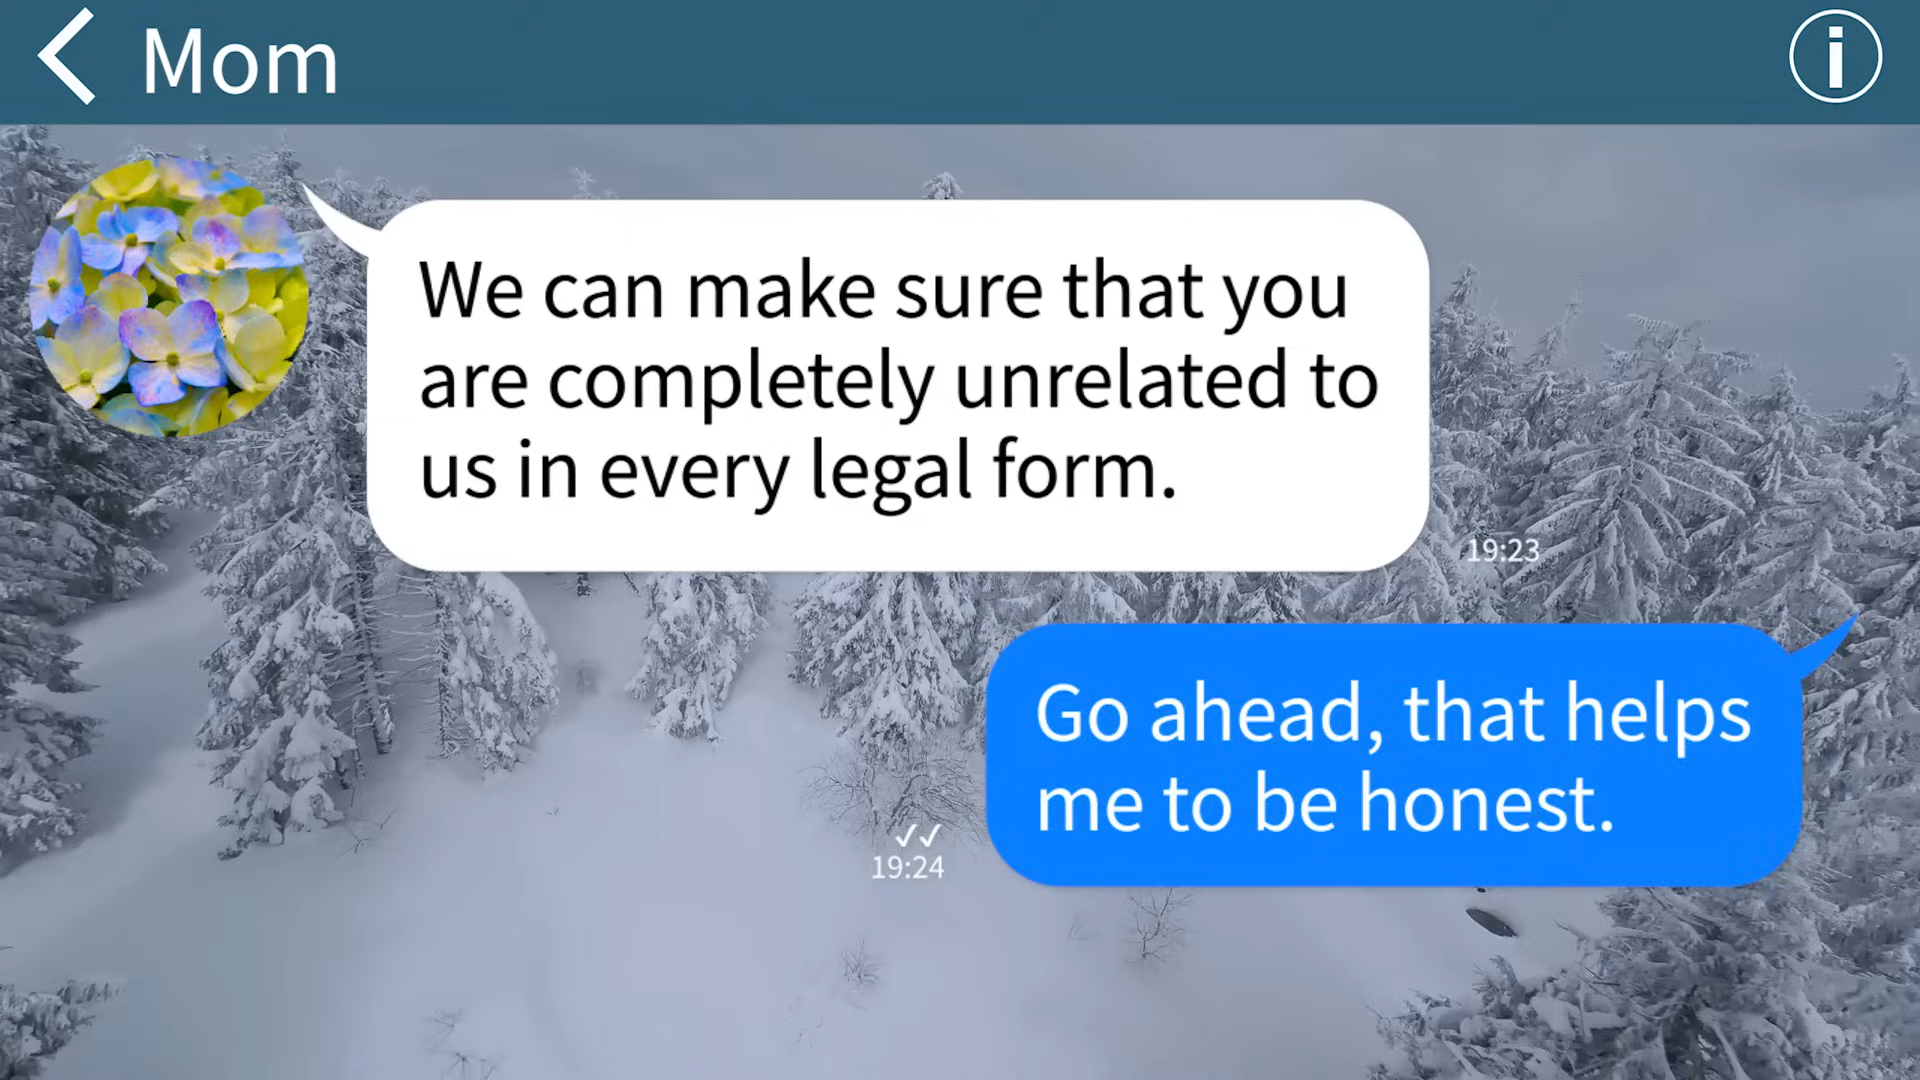 Mom
We can make sure that you
are completely unrelated to
us in every legal form.
19:23
Go ahead, that helps
me to be honest.
19:24